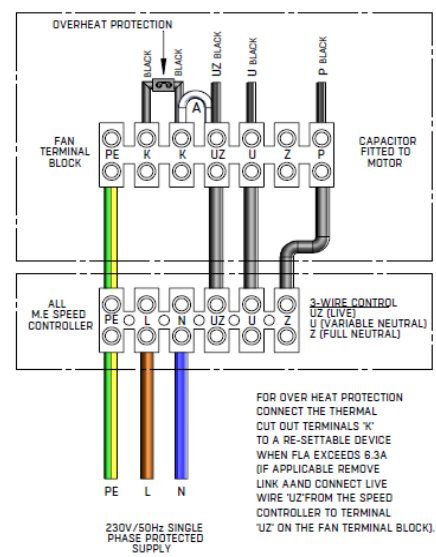 OVERHEAT PROTECTION
BLACK
BLACK
UZ BLACK
U BLACK
P BLACK
A
FAN
TERMINAL
BLOCK
PE K K UZ U Z P
CAPACITOR
FITTED TO
MOTOR
ALL
M.E SPEED
CONTROLLER
PE L N UZ U Z
3-WIRE CONTROL
UZ (LIVE)
U (VARIABLE NEUTRAL)
Z (FULL NEUTRAL)
FOR OVER HEAT PROTECTION
CONNECT THE THERMAL
CUT OUT TERMINALS 'K'
TO A RE-SETTABLE DEVICE
WHEN FLA EXCEEDS 6.3A
(IF APPLICABLE REMOVE
LINK AAND CONNECT LIVE
WIRE 'UZ'FROM THE SPEED
CONTROLLER TO TERMINAL
'UZ' ON THE FAN TERMINAL BLOCK).
PE L N
230V/50Hz SINGLE
PHASE PROTECTED
SUPPLY